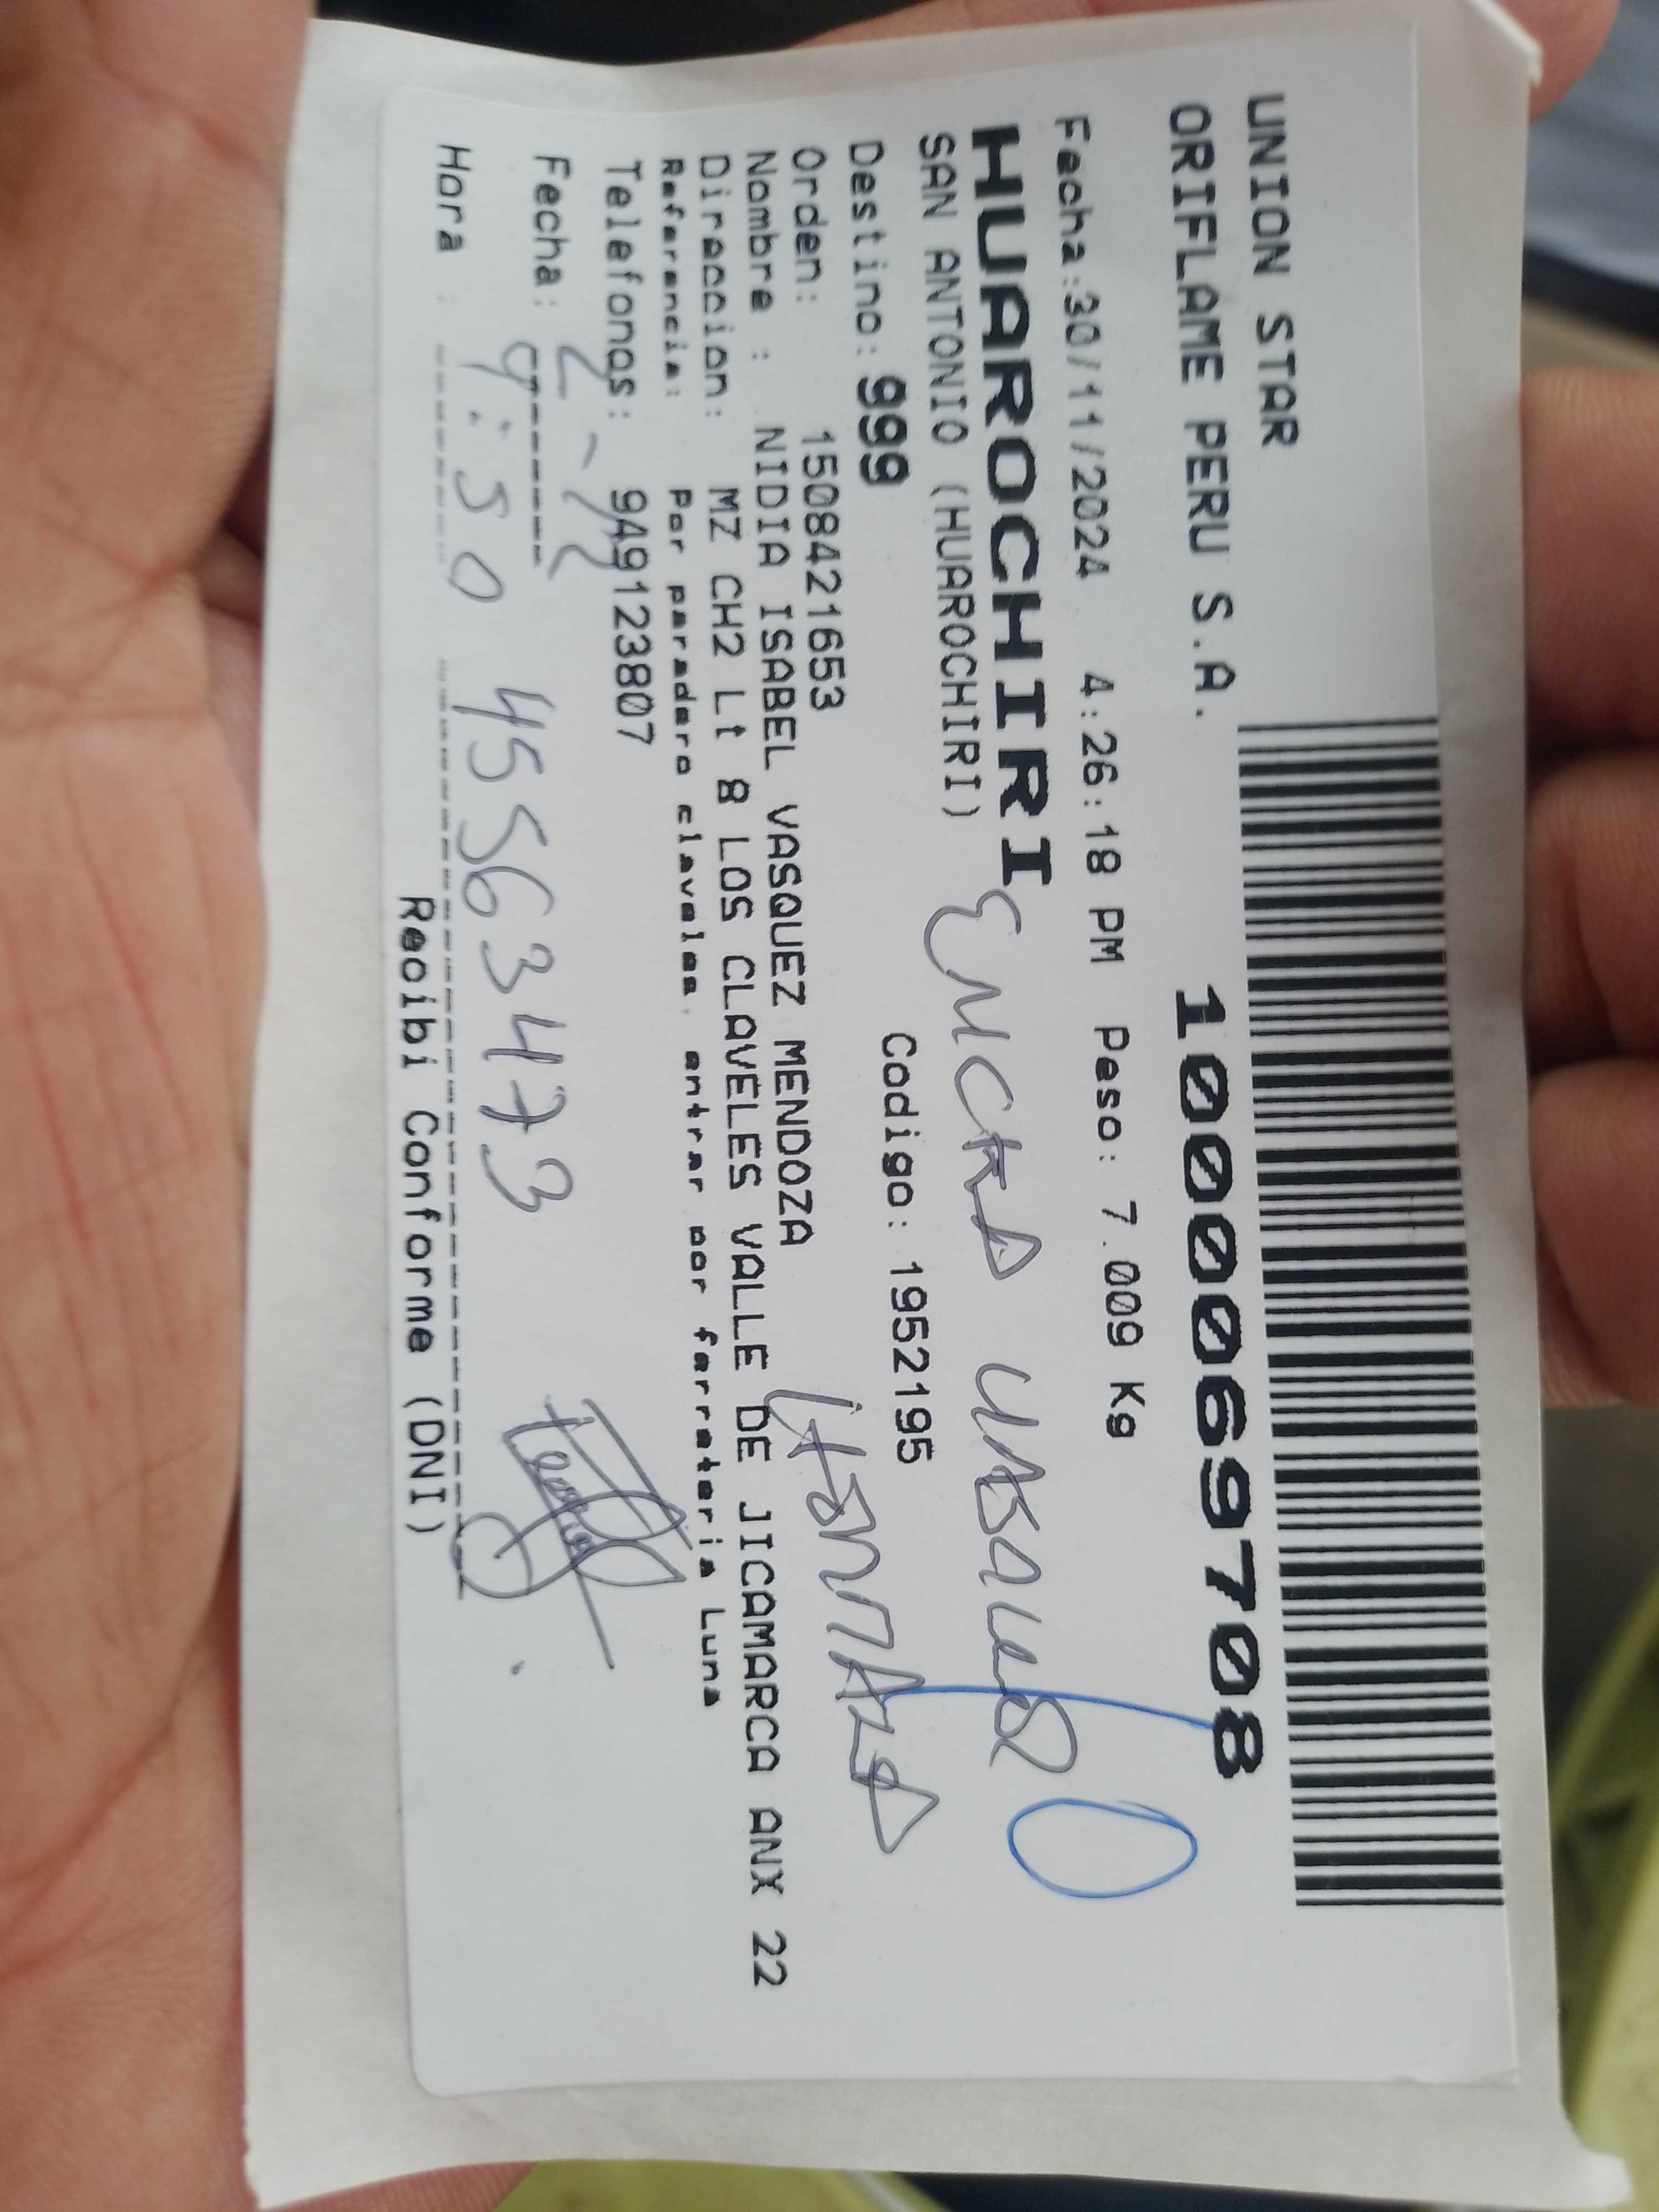 UNION STAR
ORIFLAME PERU S.A. 10000069708
Fecha:30/11/2024 4:26:18 PM Peso: 7.009 Kg
HUAROCHIRI
SAN ANTONIO (HUAROCHIRI)
Destino: 999 Codigo: 1952195
Orden: 1508421653
Nombre : NIDIA ISABEL VASQUEZ MENDOZA
Direccion: MZ CH2 Lt 8 LOS CLAVELES VALLE DE JICAMARCA ANX 22
Referencia: Por paradero claveles. entrar por ferreteria Luna
Telefonos: 949123807
Fecha: 2-12
Hora : 9:50 45563473
Recibi Conforme (DNI)